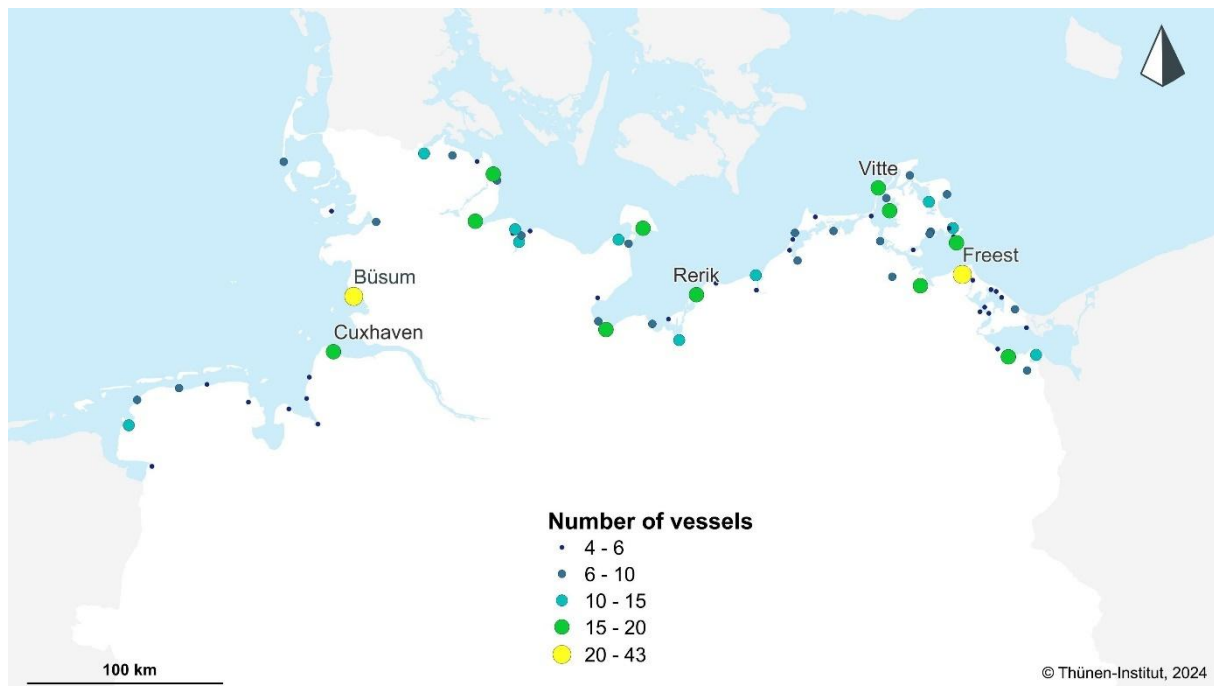 Vitte
Freest
Büsum
Rerik
Cuxhaven
Number of vessels
4 - 6
6 - 10
10 - 15
15 - 20
20 - 43
100 km
© Thünen-Institut, 2024